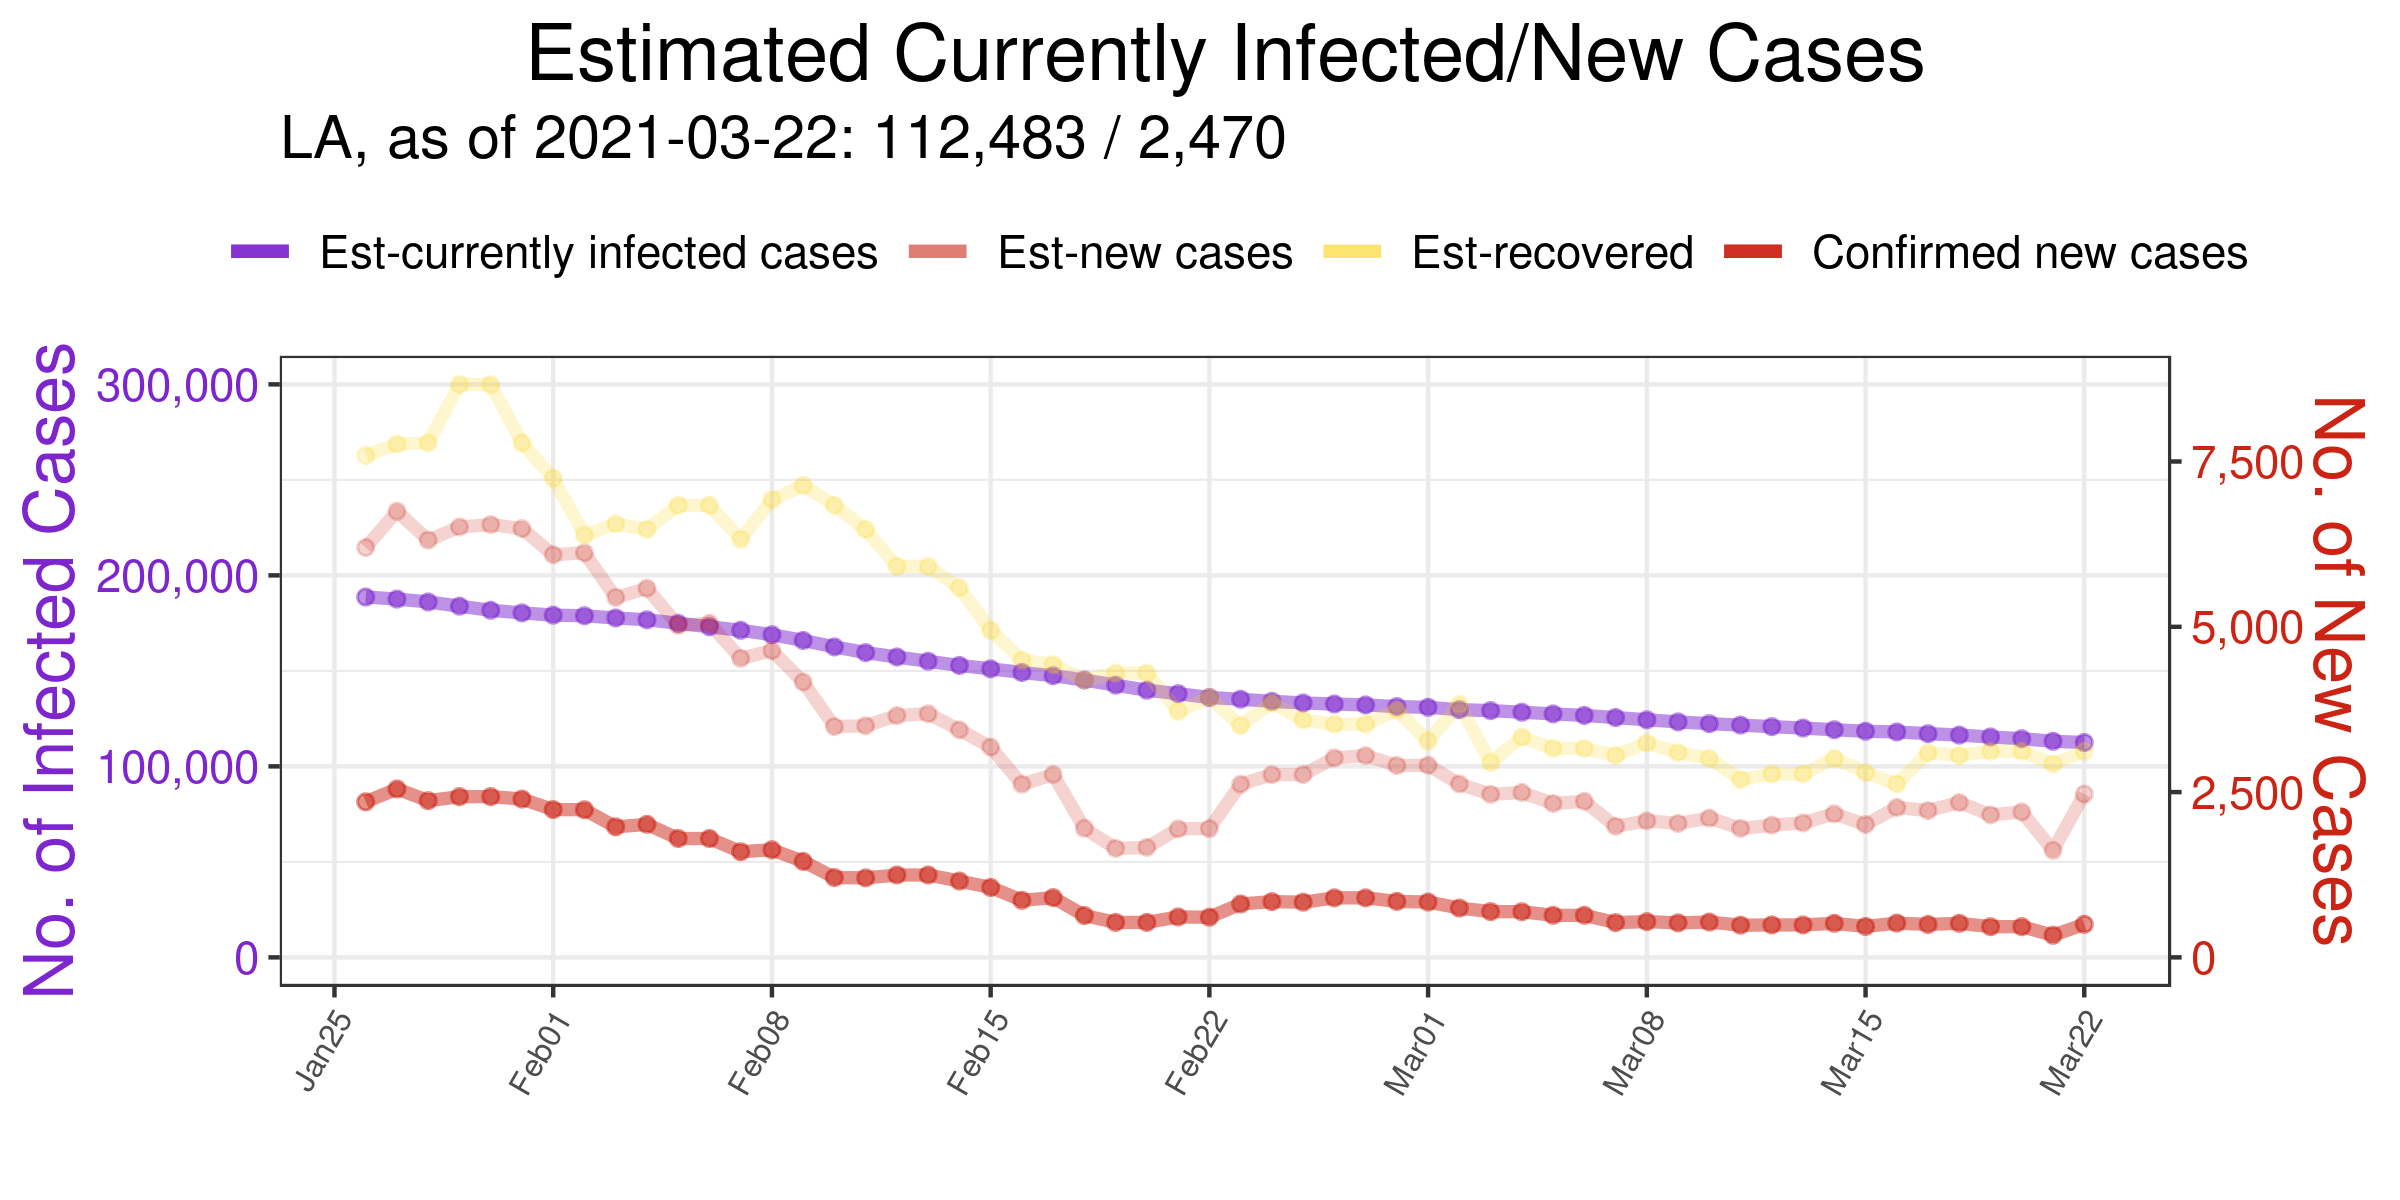 Estimated Currently Infected/New Cases
LA, as of 2021-03-22: 112,483 / 2,470
Est-currently infected cases Est-new cases Est-recovered Confirmed new cases
No. of Infected Cases
300,000
200,000
100,000
0
7,500
5,000
2,500
0
No. of New Cases
Jan25 Feb01 Feb08 Feb15 Feb22 Mar01 Mar08 Mar15 Mar22